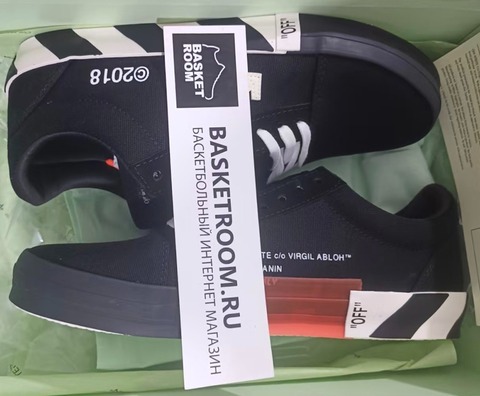 BASKET
ROOM
BASKETROOM.RU
БАСКЕТБОЛЬНЫЙ ИНТЕРНЕТ МАГАЗИН
©2018
"OFF"
c/o VIRGIL ABLOH™
"OFF"